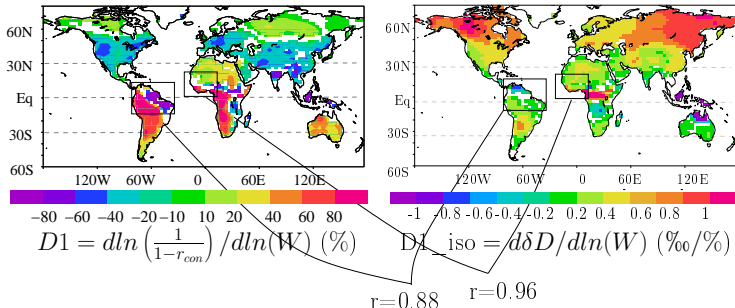 60N
30N
Eq
30S
60S
120W 60W 0 60E 120E
−80 −60 −40 −20 −10 10 20 40 60 80
D1 = dln(1/(1−r_con))/dln(W) (%)
60N
30N
Eq
30S
60S
120W 60W 0 60E 120E
-1 -0.8 -0.6 -0.4 -0.2 0.2 0.4 0.6 0.8 1
D1_iso = dδD/dln(W) (‰/%)
r=0.88
r=0.96